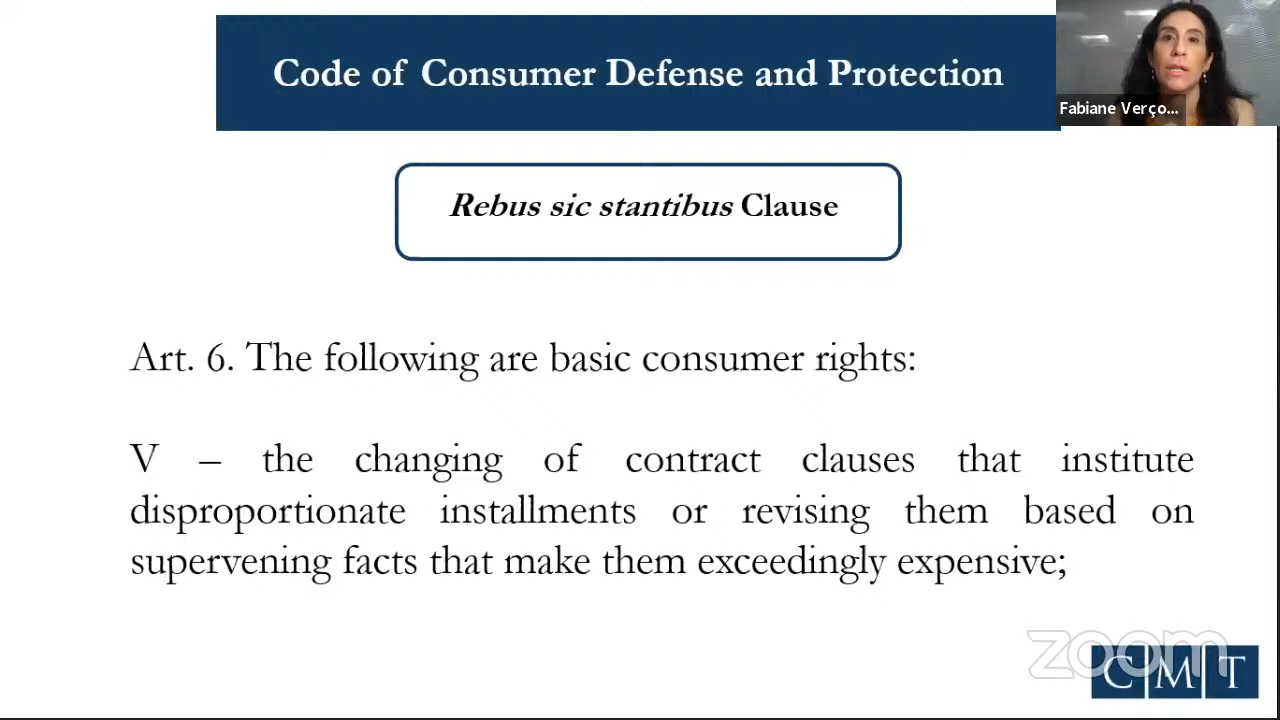 Code of Consumer Defense and Protection
Fabiane Verço...
Rebus sic stantibus Clause
Art. 6. The following are basic consumer rights:
V – the changing of contract clauses that institute
disproportionate installments or revising them based on
supervening facts that make them exceedingly expensive;
zoom
C M T